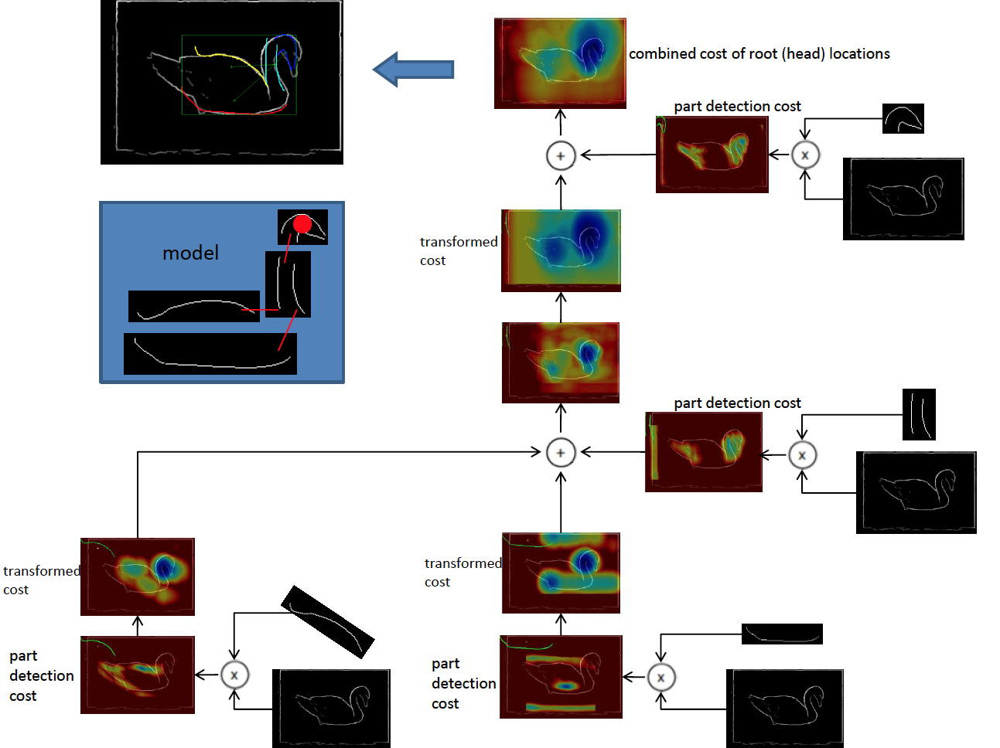 combined cost of root (head) locations
part detection cost
x
+
model
transformed
cost
part detection cost
+
x
transformed
cost
transformed
cost
part
detection
cost
x
part
detection
cost
x